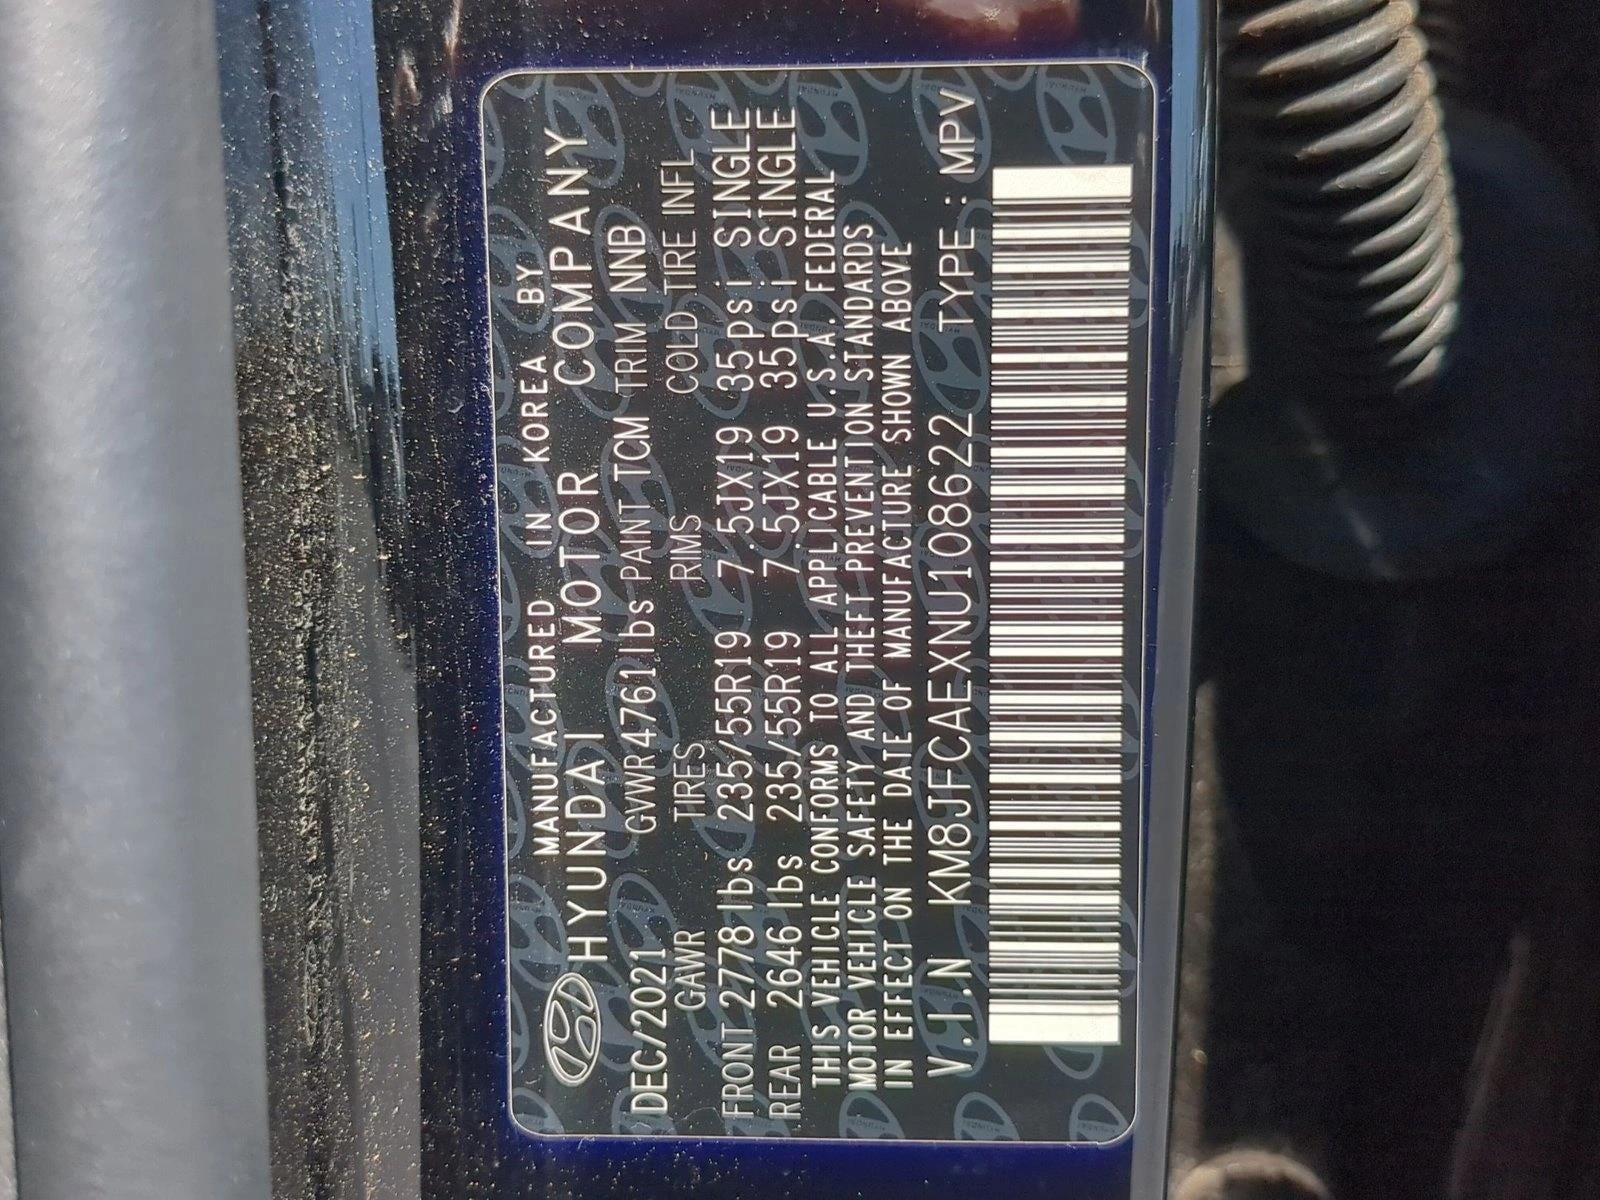 MANUFACTURED IN KOREA BY
HYUNDAI MOTOR COMPANY
DEC/2021 GVWR4761lbs PAINT TCM TRIM NNB
GAWR TIRES RIMS COLD TIRE INFL
FRONT 2778lbs 235/55R19 7.5JX19 35psi SINGLE
REAR 2646lbs 235/55R19 7.5JX19 35psi SINGLE
THIS VEHICLE CONFORMS TO ALL APPLICABLE U.S.A. FEDERAL
MOTOR VEHICLE SAFETY AND THEFT PREVENTION STANDARDS
IN EFFECT ON THE DATE OF MANUFACTURE SHOWN ABOVE
V.I.N KM8JFCAEXNU108622 TYPE : MPV